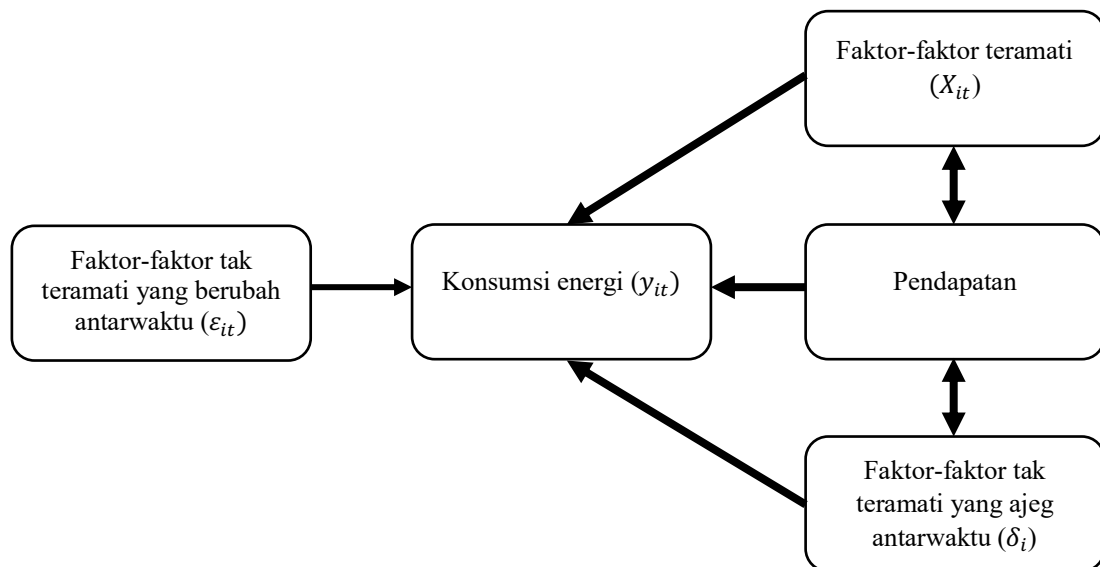 Faktor-faktor teramati
(X_it)
Faktor-faktor tak
teramati yang berubah
antarwaktu (ε_it)
Konsumsi energi (y_it)
Pendapatan
Faktor-faktor tak
teramati yang ajeg
antarwaktu (δ_i)